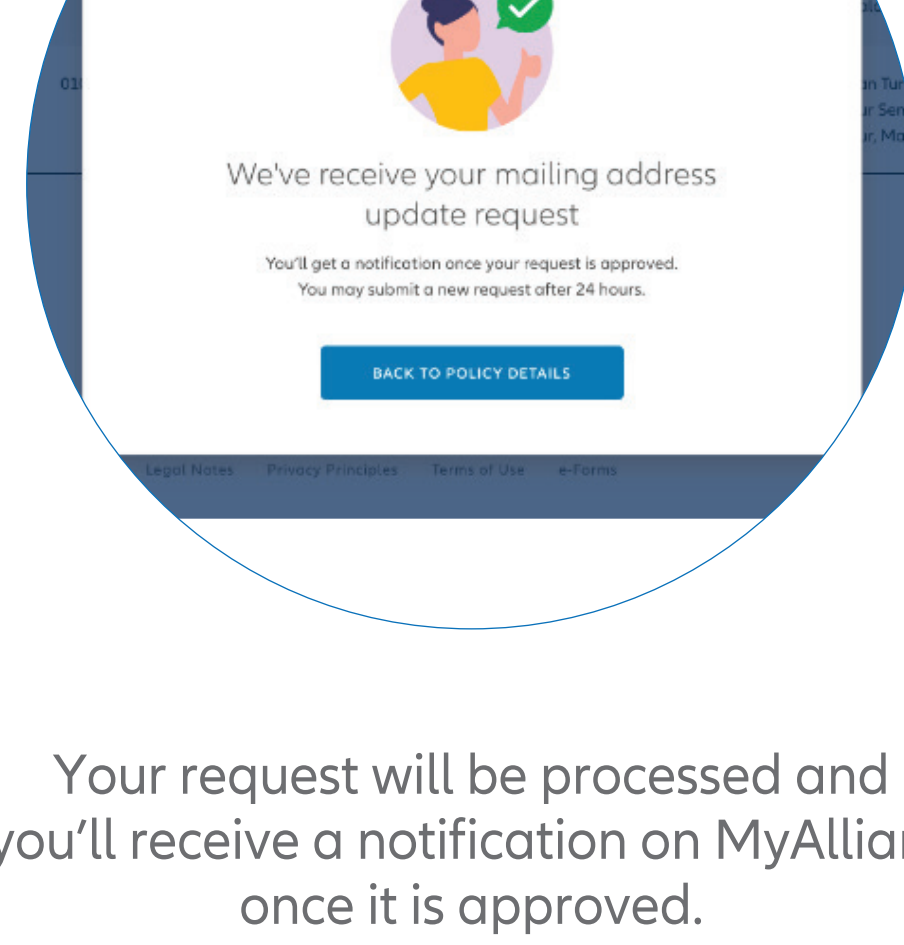 We've receive your mailing address
update request
You'll get a notification once your request is approved.
You may submit a new request after 24 hours.
BACK TO POLICY DETAILS
Legal Notes Privacy Principles Terms of Use e-Forms
Your request will be processed and
you'll receive a notification on MyAllian
once it is approved.